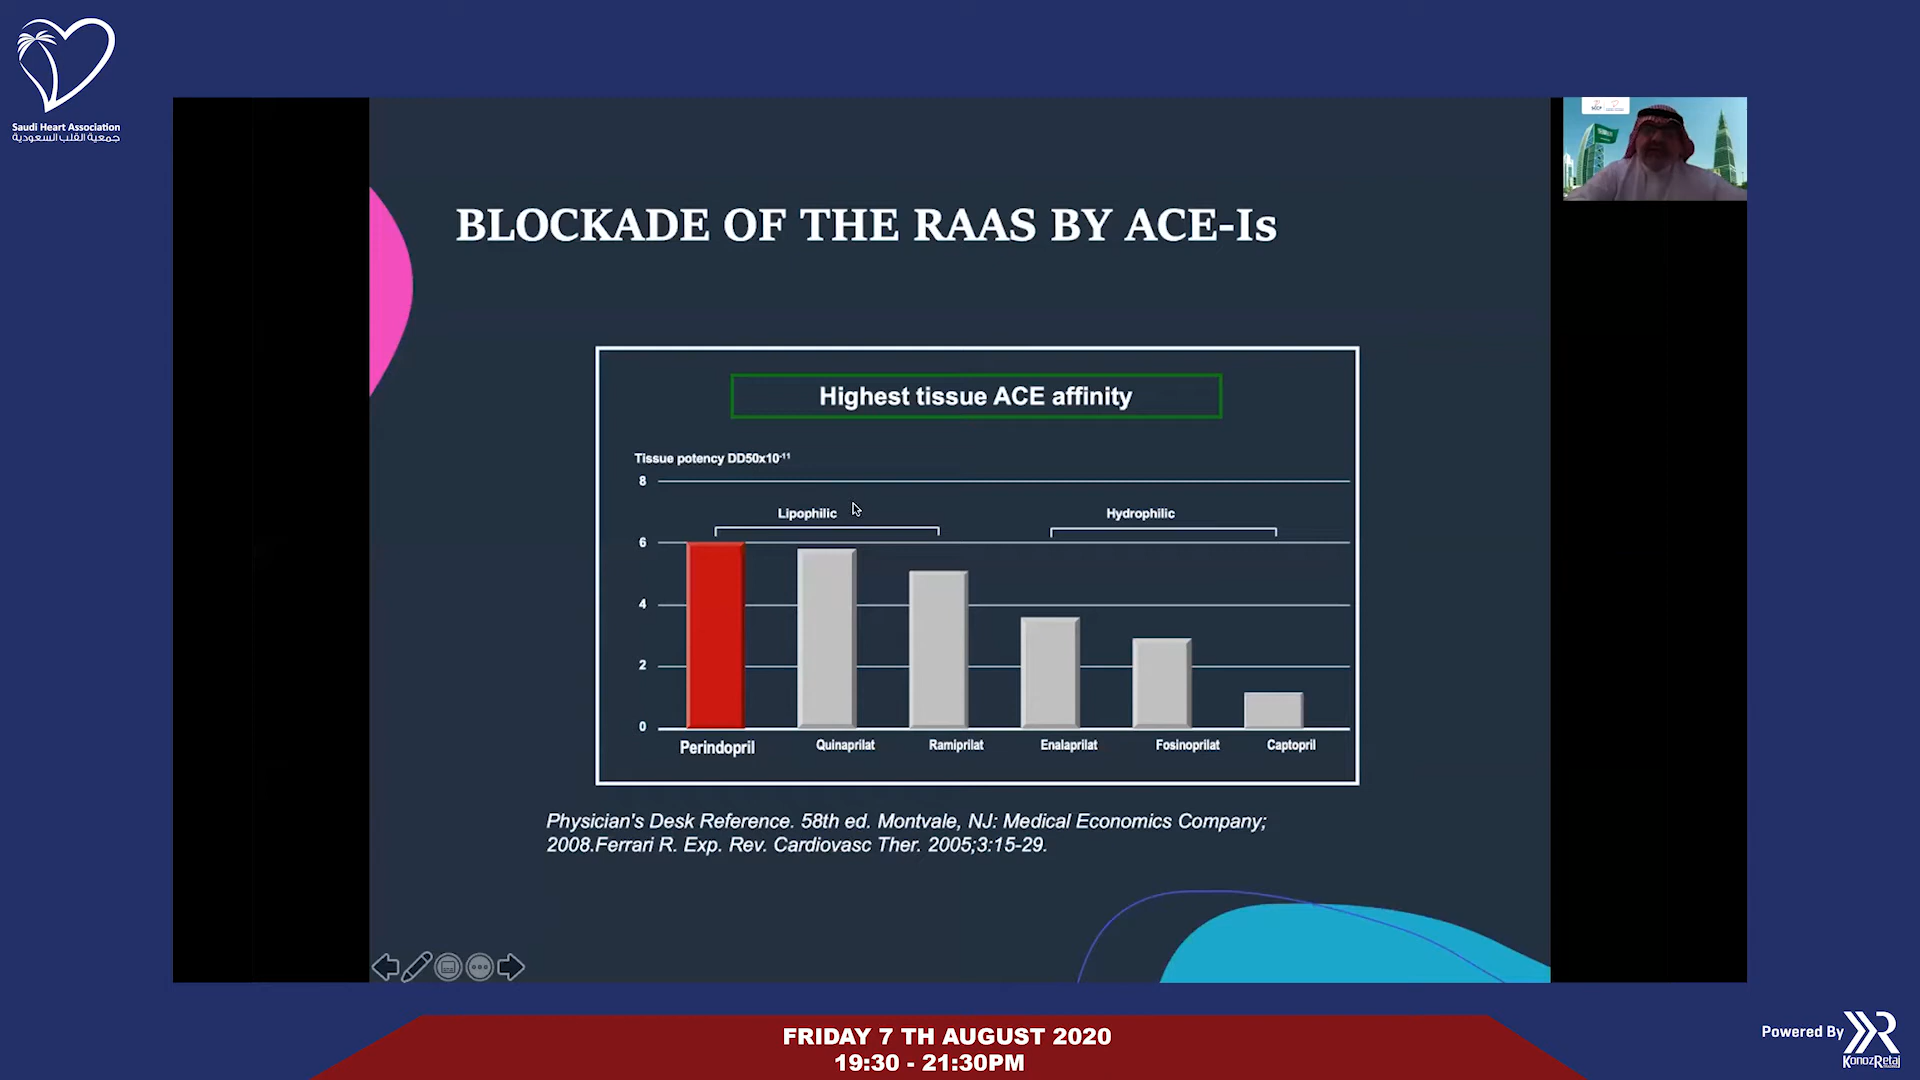 Saudi Heart Association
جمعية القلب السعودية
BLOCKADE OF THE RAAS BY ACE-Is
Highest tissue ACE affinity
Tissue potency DD50x10⁻¹¹
8
Lipophilic
Hydrophilic
6
4
2
0
Perindopril
Quinaprilat
Ramiprilat
Enalaprilat
Fosinoprilat
Captopril
Physician's Desk Reference. 58th ed. Montvale, NJ: Medical Economics Company;
2008.Ferrari R. Exp. Rev. Cardiovasc Ther. 2005;3:15-29.
FRIDAY 7 TH AUGUST 2020
19:30 - 21:30PM
Powered By
KonozRetaj